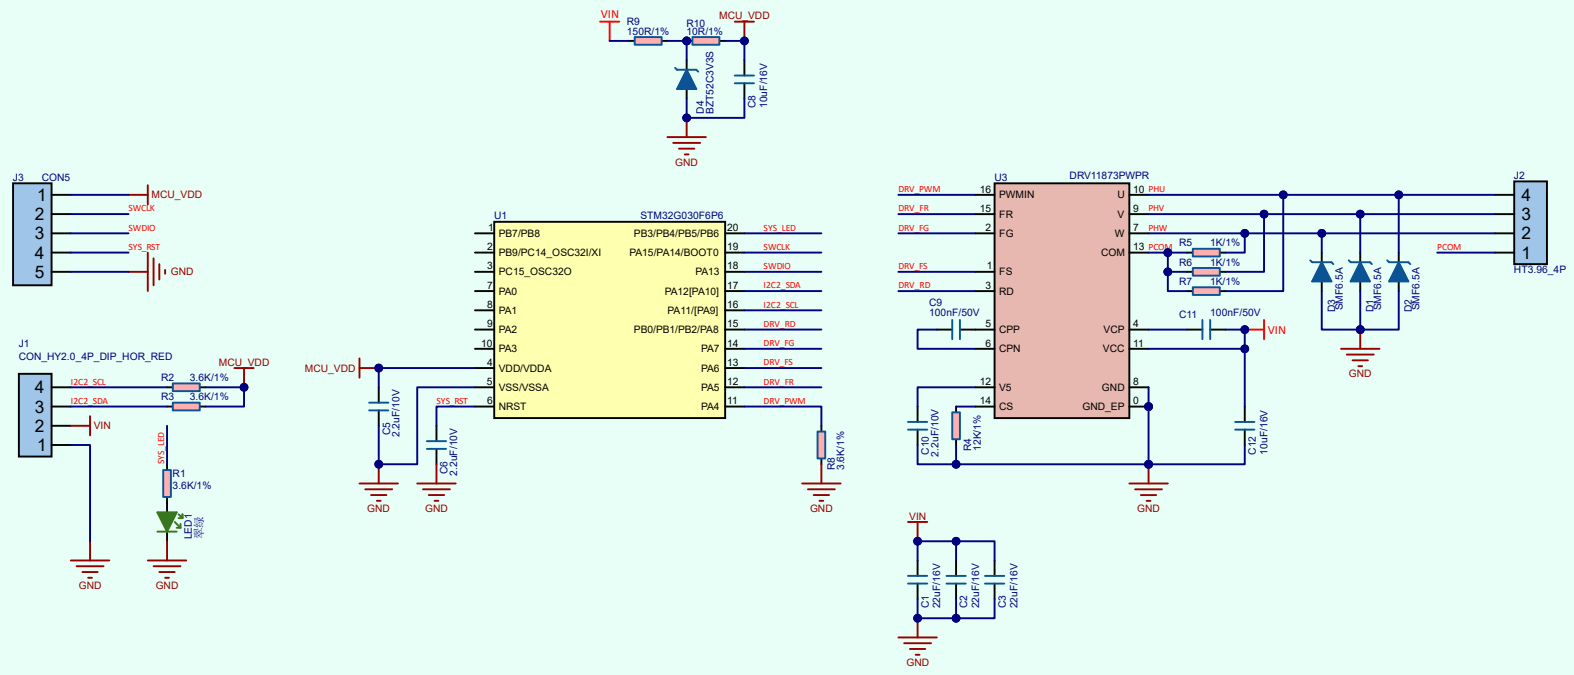 VIN
R9
150R/1%
R10
10R/1%
MCU_VDD
D4
BZT52C3V3S
C8
10uF/16V
GND
J3 CON5
1 MCU_VDD
2 SWCLK
3 SWDIO
4 SYS_RST
5 GND
J1
CON_HY2.0_4P_DIP_HOR_RED
MCU_VDD
4 I2C2_SCL R2 3.6K/1%
3 I2C2_SDA R3 3.6K/1%
2 VIN
1
SYS_LED
R1
3.6K/1%
LED1
翠绿
GND
GND
U1 STM32G030F6P6
1 PB7/PB8 PB3/PB4/PB5/PB6 20 SYS_LED
2 PB9/PC14_OSC32I/XI PA15/PA14/BOOT0 19 SWCLK
3 PC15_OSC32O PA13 18 SWDIO
7 PA0 PA12[PA10] 17 I2C2_SDA
8 PA1 PA11/[PA9] 16 I2C2_SCL
9 PA2 PB0/PB1/PB2/PA8 15 DRV_RD
10 PA3 PA7 14 DRV_FG
MCU_VDD 4 VDD/VDDA PA6 13 DRV_FS
5 VSS/VSSA PA5 12 DRV_FR
SYS_RST 6 NRST PA4 11 DRV_PWM
C5
2.2uF/10V
C6
2.2uF/10V
R8
3.6K/1%
GND
GND
GND
U3 DRV11873PWPR
DRV_PWM 16 PWMIN U 10 PHU
DRV_FR 15 FR V 9 PHV
DRV_FG 2 FG W 7 PHW
COM 13 PCOM
DRV_FS 1 FS
DRV_RD 3 RD
R5 1K/1%
R6 1K/1%
R7 1K/1%
C9
100nF/50V
5 CPP VCP 4
6 CPN VCC 11
C11 100nF/50V
VIN
12 V5 GND 8
14 CS GND_EP 0
C10
2.2uF/10V
R4
12K/1%
C12
10uF/16V
GND
D3
SMF6.5A
D1
SMF6.5A
D2
SMF6.5A
GND
J2
4
3
2
PCOM 1
HT3.96_4P
VIN
C1
22uF/16V
C2
22uF/16V
C3
22uF/16V
GND